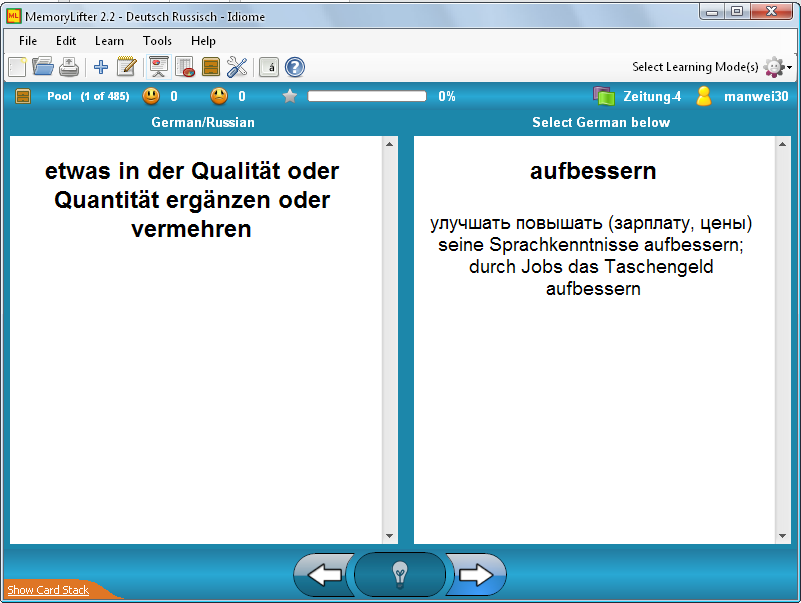 MemoryLifter 2.2 - Deutsch Russisch - Idiome
File Edit Learn Tools Help
á ? Select Learning Mode(s)
Pool (1 of 485) 0 0 0% Zeitung-4 manwei30
German/Russian
Select German below
etwas in der Qualität oder
Quantität ergänzen oder
vermehren
aufbessern
улучшать повышать (зарплату, цены)
seine Sprachkenntnisse aufbessern;
durch Jobs das Taschengeld
aufbessern
Show Card Stack